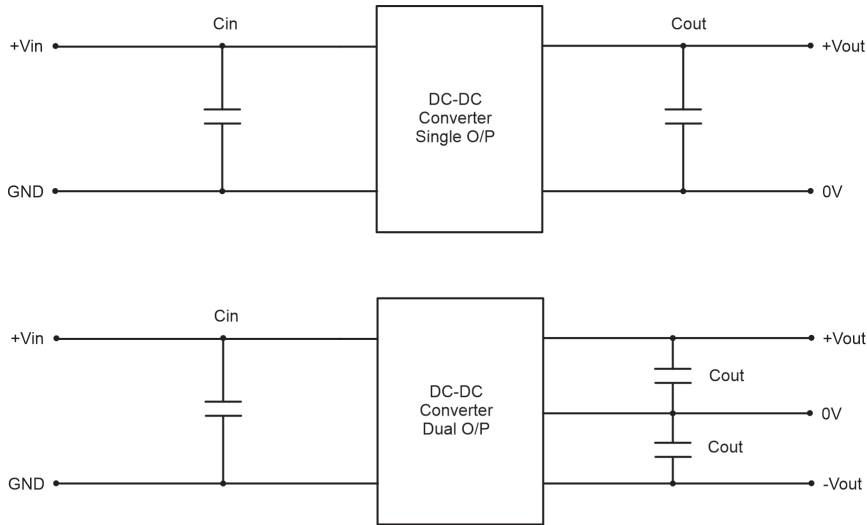 Cin
Cout
+Vin
+Vout
DC-DC
Converter
Single O/P
GND
0V
Cin
+Vin
+Vout
Cout
DC-DC
Converter
Dual O/P
0V
Cout
GND
-Vout